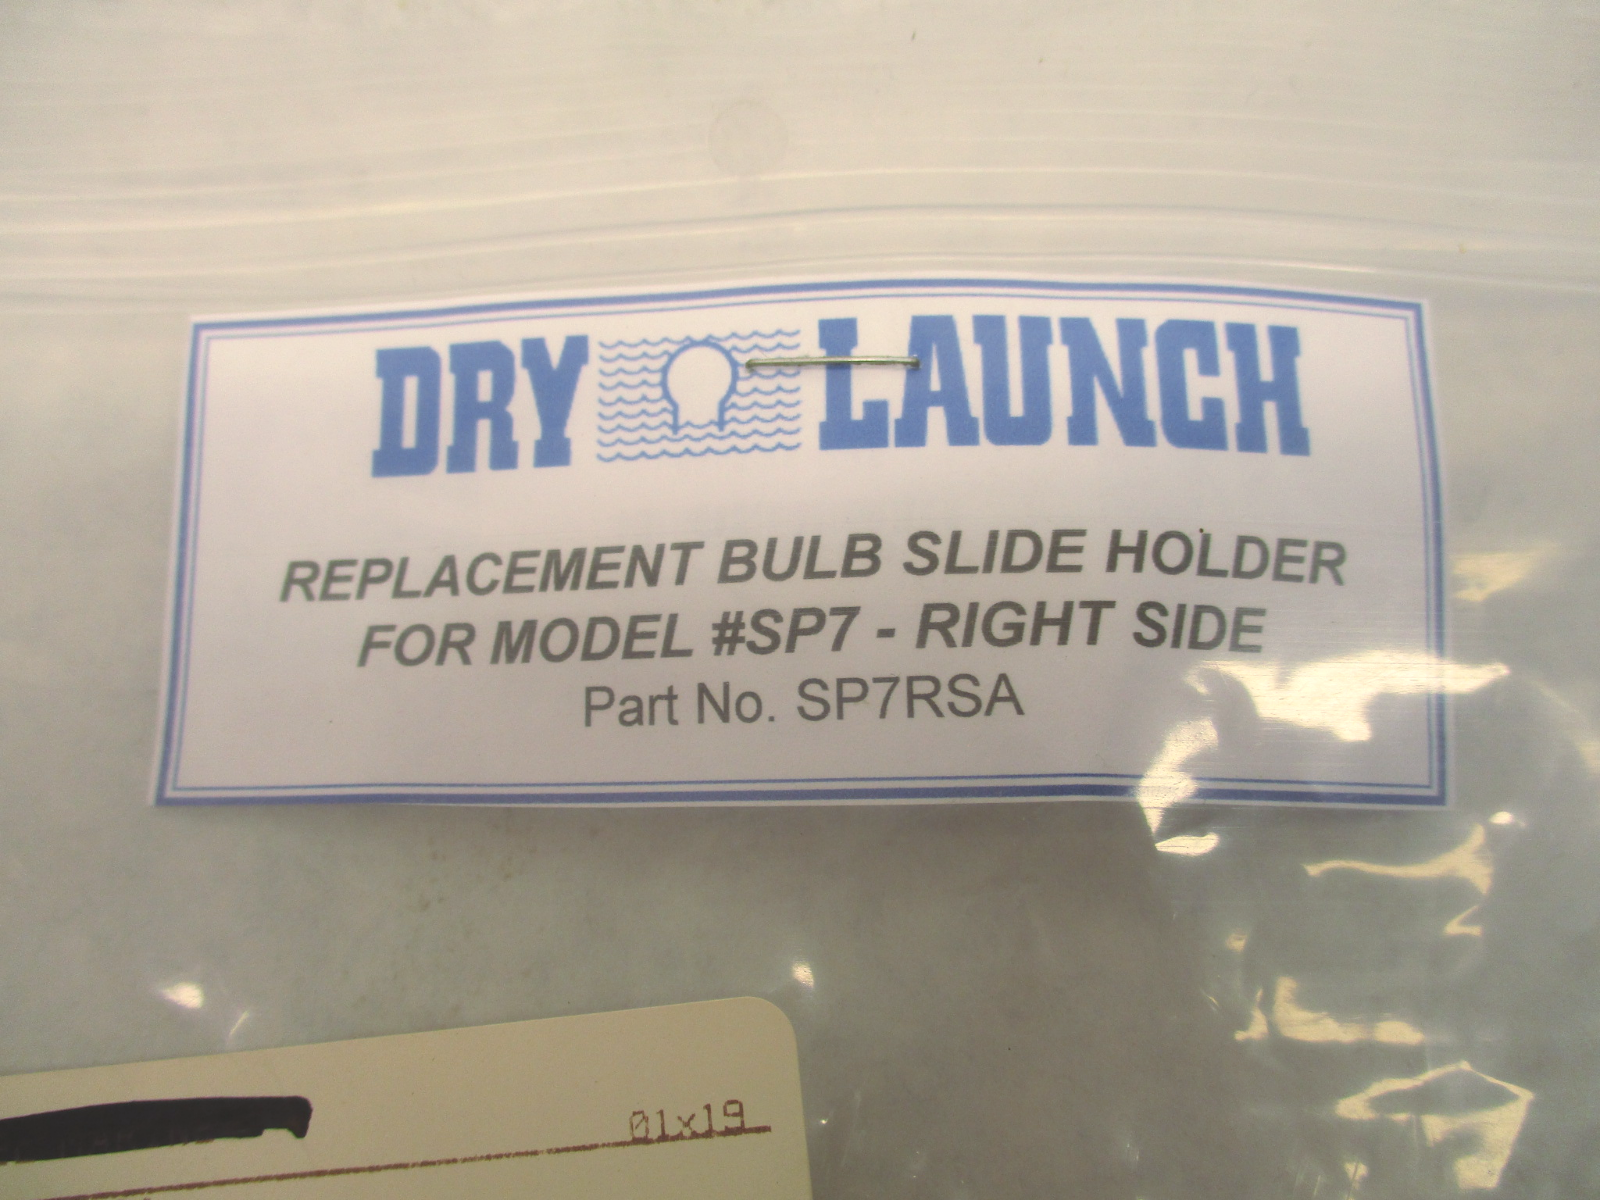 DRY LAUNCH
REPLACEMENT BULB SLIDE HOLDER
FOR MODEL #SP7 - RIGHT SIDE
Part No. SP7RSA
01x19